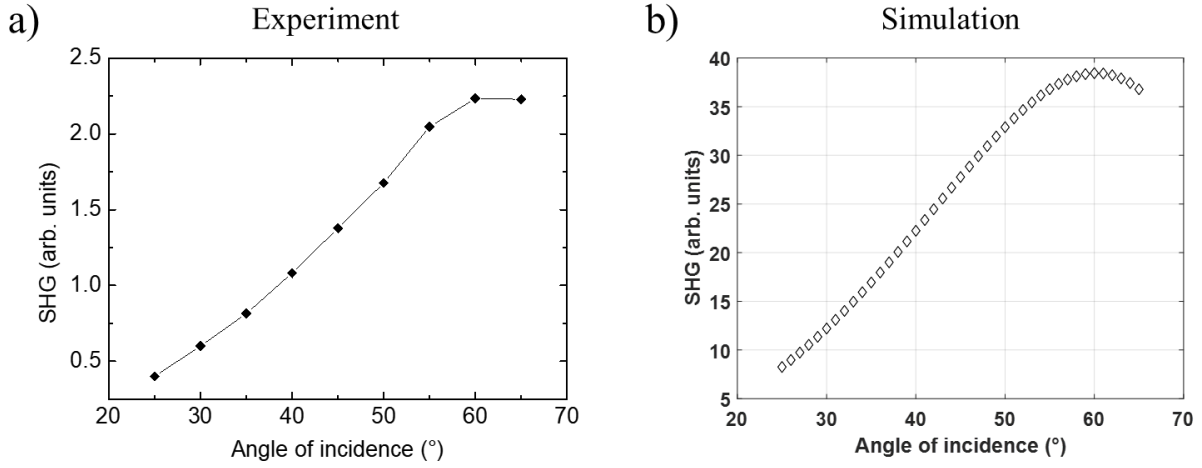 a)
Experiment
SHG (arb. units)
2.5
2.0
1.5
1.0
0.5
20 30 40 50 60 70
Angle of incidence (°)
b)
Simulation
SHG (arb. units)
40
35
30
25
20
15
10
5
20 30 40 50 60 70
Angle of incidence (°)